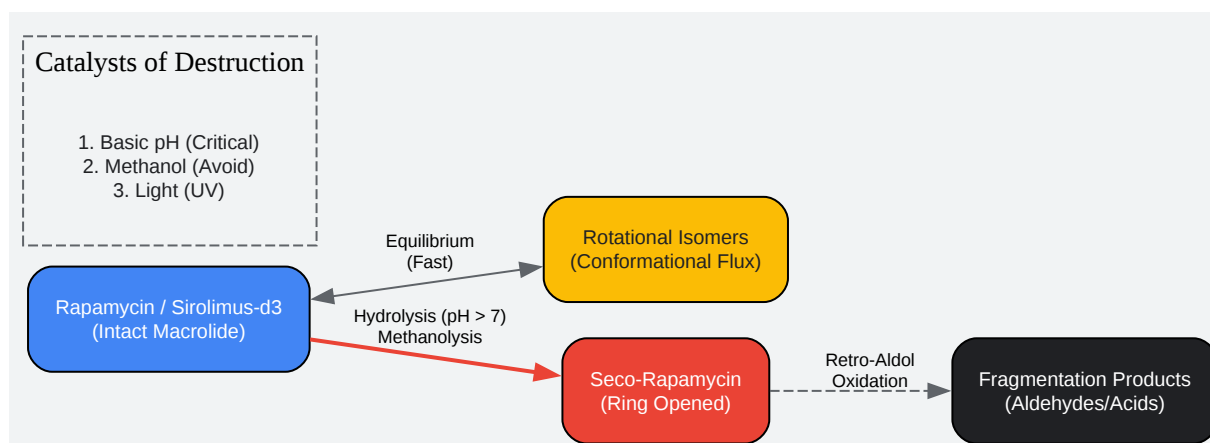 Catalysts of Destruction
1. Basic pH (Critical)
2. Methanol (Avoid)
3. Light (UV)
Rapamycin / Sirolimus-d3
(Intact Macrolide)
Equilibrium
(Fast)
Rotational Isomers
(Conformational Flux)
Hydrolysis (pH > 7)
Methanolysis
Seco-Rapamycin
(Ring Opened)
Retro-Aldol
Oxidation
Fragmentation Products
(Aldehydes/Acids)